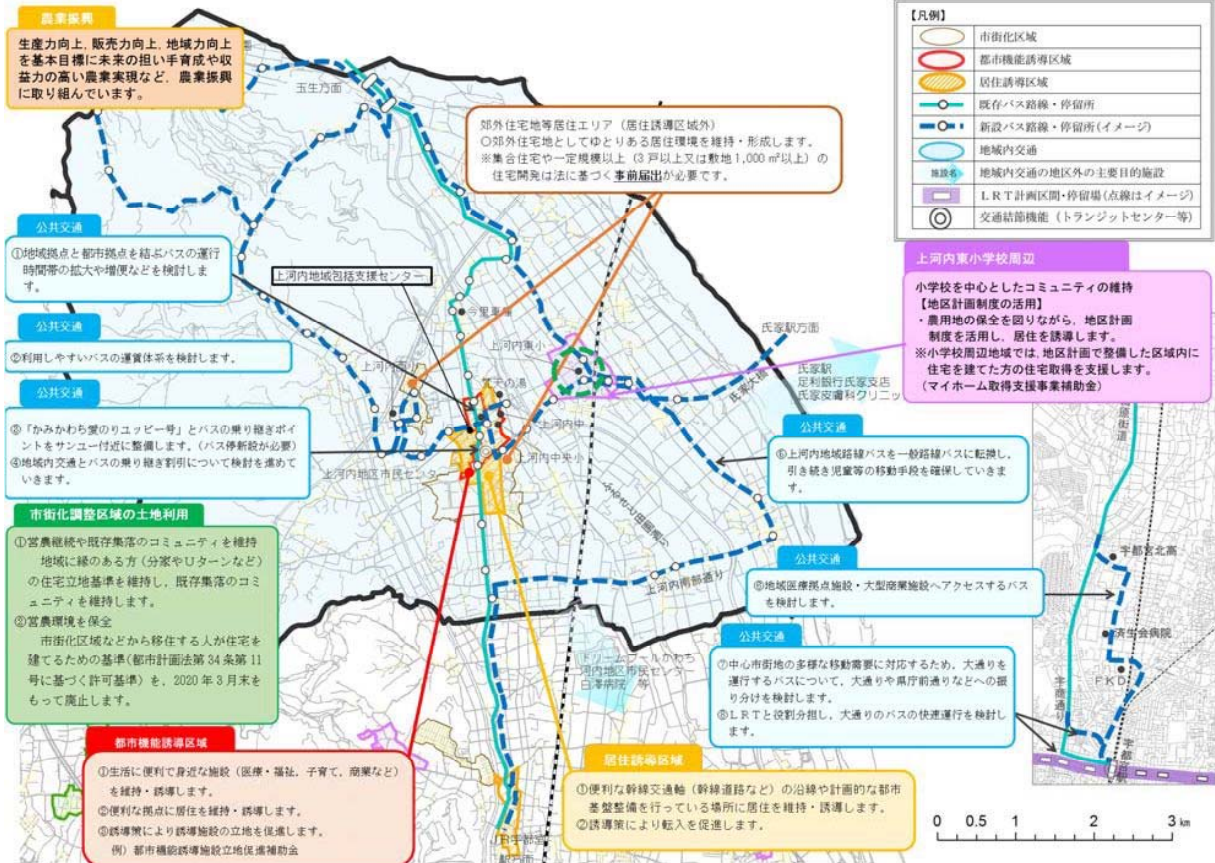 農業振興
生産力向上，販売力向上，地域力向上
を基本目標に未来の担い手育成や収
益力の高い農業実現など，農業振興
に取り組んでいます。
玉生方面
郊外住宅地等居住エリア（居住誘導区域外）
○郊外住宅地としてゆとりある居住環境を維持・形成します。
※集合住宅や一定規模以上（3戸以上又は敷地1,000㎡以上）の
住宅開発は法に基づく事前届出が必要です。
【凡例】
市街化区域
都市機能誘導区域
居住誘導区域
既存バス路線・停留所
新設バス路線・停留所(イメージ)
地域内交通
施設名 地域内交通の地区外の主要目的施設
ＬＲＴ計画区間・停留場(点線はイメージ)
交通結節機能（トランジットセンター等）
公共交通
①地域拠点と都市拠点を結ぶバスの運行
時間帯の拡大や増便などを検討しま
す。
公共交通
②利用しやすいバスの運賃体系を検討します。
公共交通
③「かみかわち愛のりユッピー号」とバスの乗り継ぎポ
イントをサンユー付近に整備します。（バス停新設が必要）
④地域内交通とバスの乗り継ぎ割引について検討を進めて
いきます。
上河内地域包括支援センター
今里車庫
上河内東小
上河内中
上河内中央小
上河内地区市民センター
氏家駅方面
氏家大橋
氏家駅
足利銀行氏家支店
氏家皮膚科クリニッ
上河内南部通り
上河内東小学校周辺
小学校を中心としたコミュニティの維持
【地区計画制度の活用】
・農用地の保全を図りながら，地区計画
制度を活用し，居住を誘導します。
※小学校周辺地域では，地区計画で整備した区域内に
住宅を建てた方の住宅取得を支援します。
（マイホーム取得支援事業補助金）
公共交通
⑥上河内地域路線バスを一般路線バスに転換し，
引き続き児童等の移動手段を確保していきま
す。
公共交通
⑥地域医療拠点施設・大型商業施設へアクセスするバス
を検討します。
公共交通
⑦中心市街地の多様な移動需要に対応するため，大通りを
運行するバスについて，大通りや県庁前通りなどへの振
り分けを検討します。
⑧ＬＲＴと役割分担し，大通りのバスの快速運行を検討し
ます。
宇都宮北高
済生会病院
ＦＫＤ
市街化調整区域の土地利用
①営農継続や既存集落のコミュニティを維持
地域に縁のある方（分家やＵターンなど）
の住宅立地基準を維持し，既存集落のコミ
ュニティを維持します。
②営農環境を保全
市街化区域などから移住する人が住宅を
建てるための基準(都市計画法第34条第11
号に基づく許可基準）を，2020年3月末を
もって廃止します。
ドリームプールかわち
河内地区市民センター
白澤病院 等
都市機能誘導区域
①生活に便利で身近な施設（医療・福祉，子育て，商業など）
を維持・誘導します。
②便利な拠点に居住を維持・誘導します。
③誘導策により誘導施設の立地を促進します。
例）都市機能誘導施設立地促進補助金
居住誘導区域
①便利な幹線交通軸（幹線道路など）の沿線や計画的な都市
基盤整備を行っている場所に居住を維持・誘導します。
②誘導策により転入を促進します。
ＪＲ宇都宮
駅方面
0 0.5 1 2 3 km